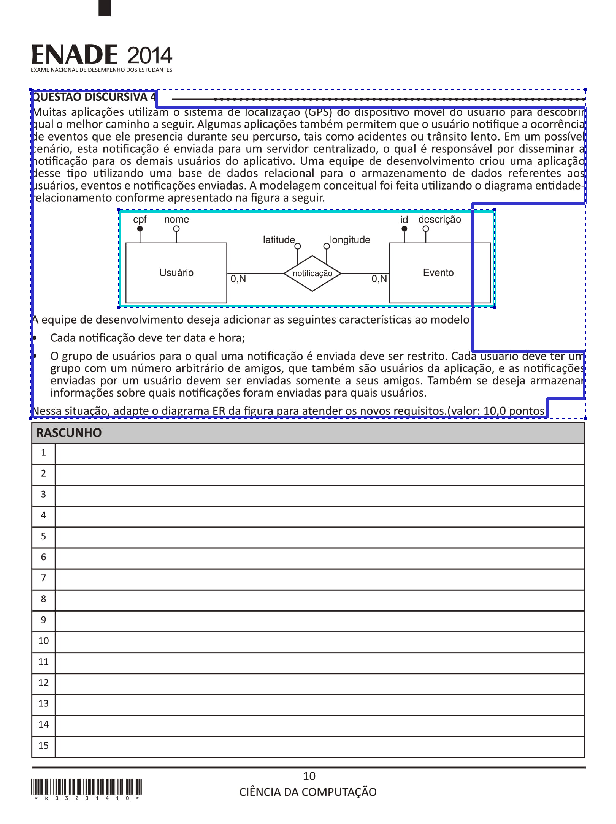 ENADE 2014
EXAME NACIONAL DE DESEMPENHO DOS ESTUDANTES
QUESTÃO DISCURSIVA 4
Muitas aplicações utilizam o sistema de localização (GPS) do dispositivo móvel do usuário para descobrir
qual o melhor caminho a seguir. Algumas aplicações também permitem que o usuário notifique a ocorrência
de eventos que ele presencia durante seu percurso, tais como acidentes ou trânsito lento. Em um possível
cenário, esta notificação é enviada para um servidor centralizado, o qual é responsável por disseminar a
notificação para os demais usuários do aplicativo. Uma equipe de desenvolvimento criou uma aplicação
desse tipo utilizando uma base de dados relacional para o armazenamento de dados referentes aos
usuários, eventos e notificações enviadas. A modelagem conceitual foi feita utilizando o diagrama entidade-
relacionamento conforme apresentado na figura a seguir.
cpf nome id descrição
latitude longitude
Usuário notificação Evento
0,N 0,N
A equipe de desenvolvimento deseja adicionar as seguintes características ao modelo
• Cada notificação deve ter data e hora;
• O grupo de usuários para o qual uma notificação é enviada deve ser restrito. Cada usuário deve ter um
grupo com um número arbitrário de amigos, que também são usuários da aplicação, e as notificações
enviadas por um usuário devem ser enviadas somente a seus amigos. Também se deseja armazenar
informações sobre quais notificações foram enviadas para quais usuários.
Nessa situação, adapte o diagrama ER da figura para atender os novos requisitos.(valor: 10,0 pontos)
RASCUNHO
1
2
3
4
5
6
7
8
9
10
11
12
13
14
15
10
CIÊNCIA DA COMPUTAÇÃO